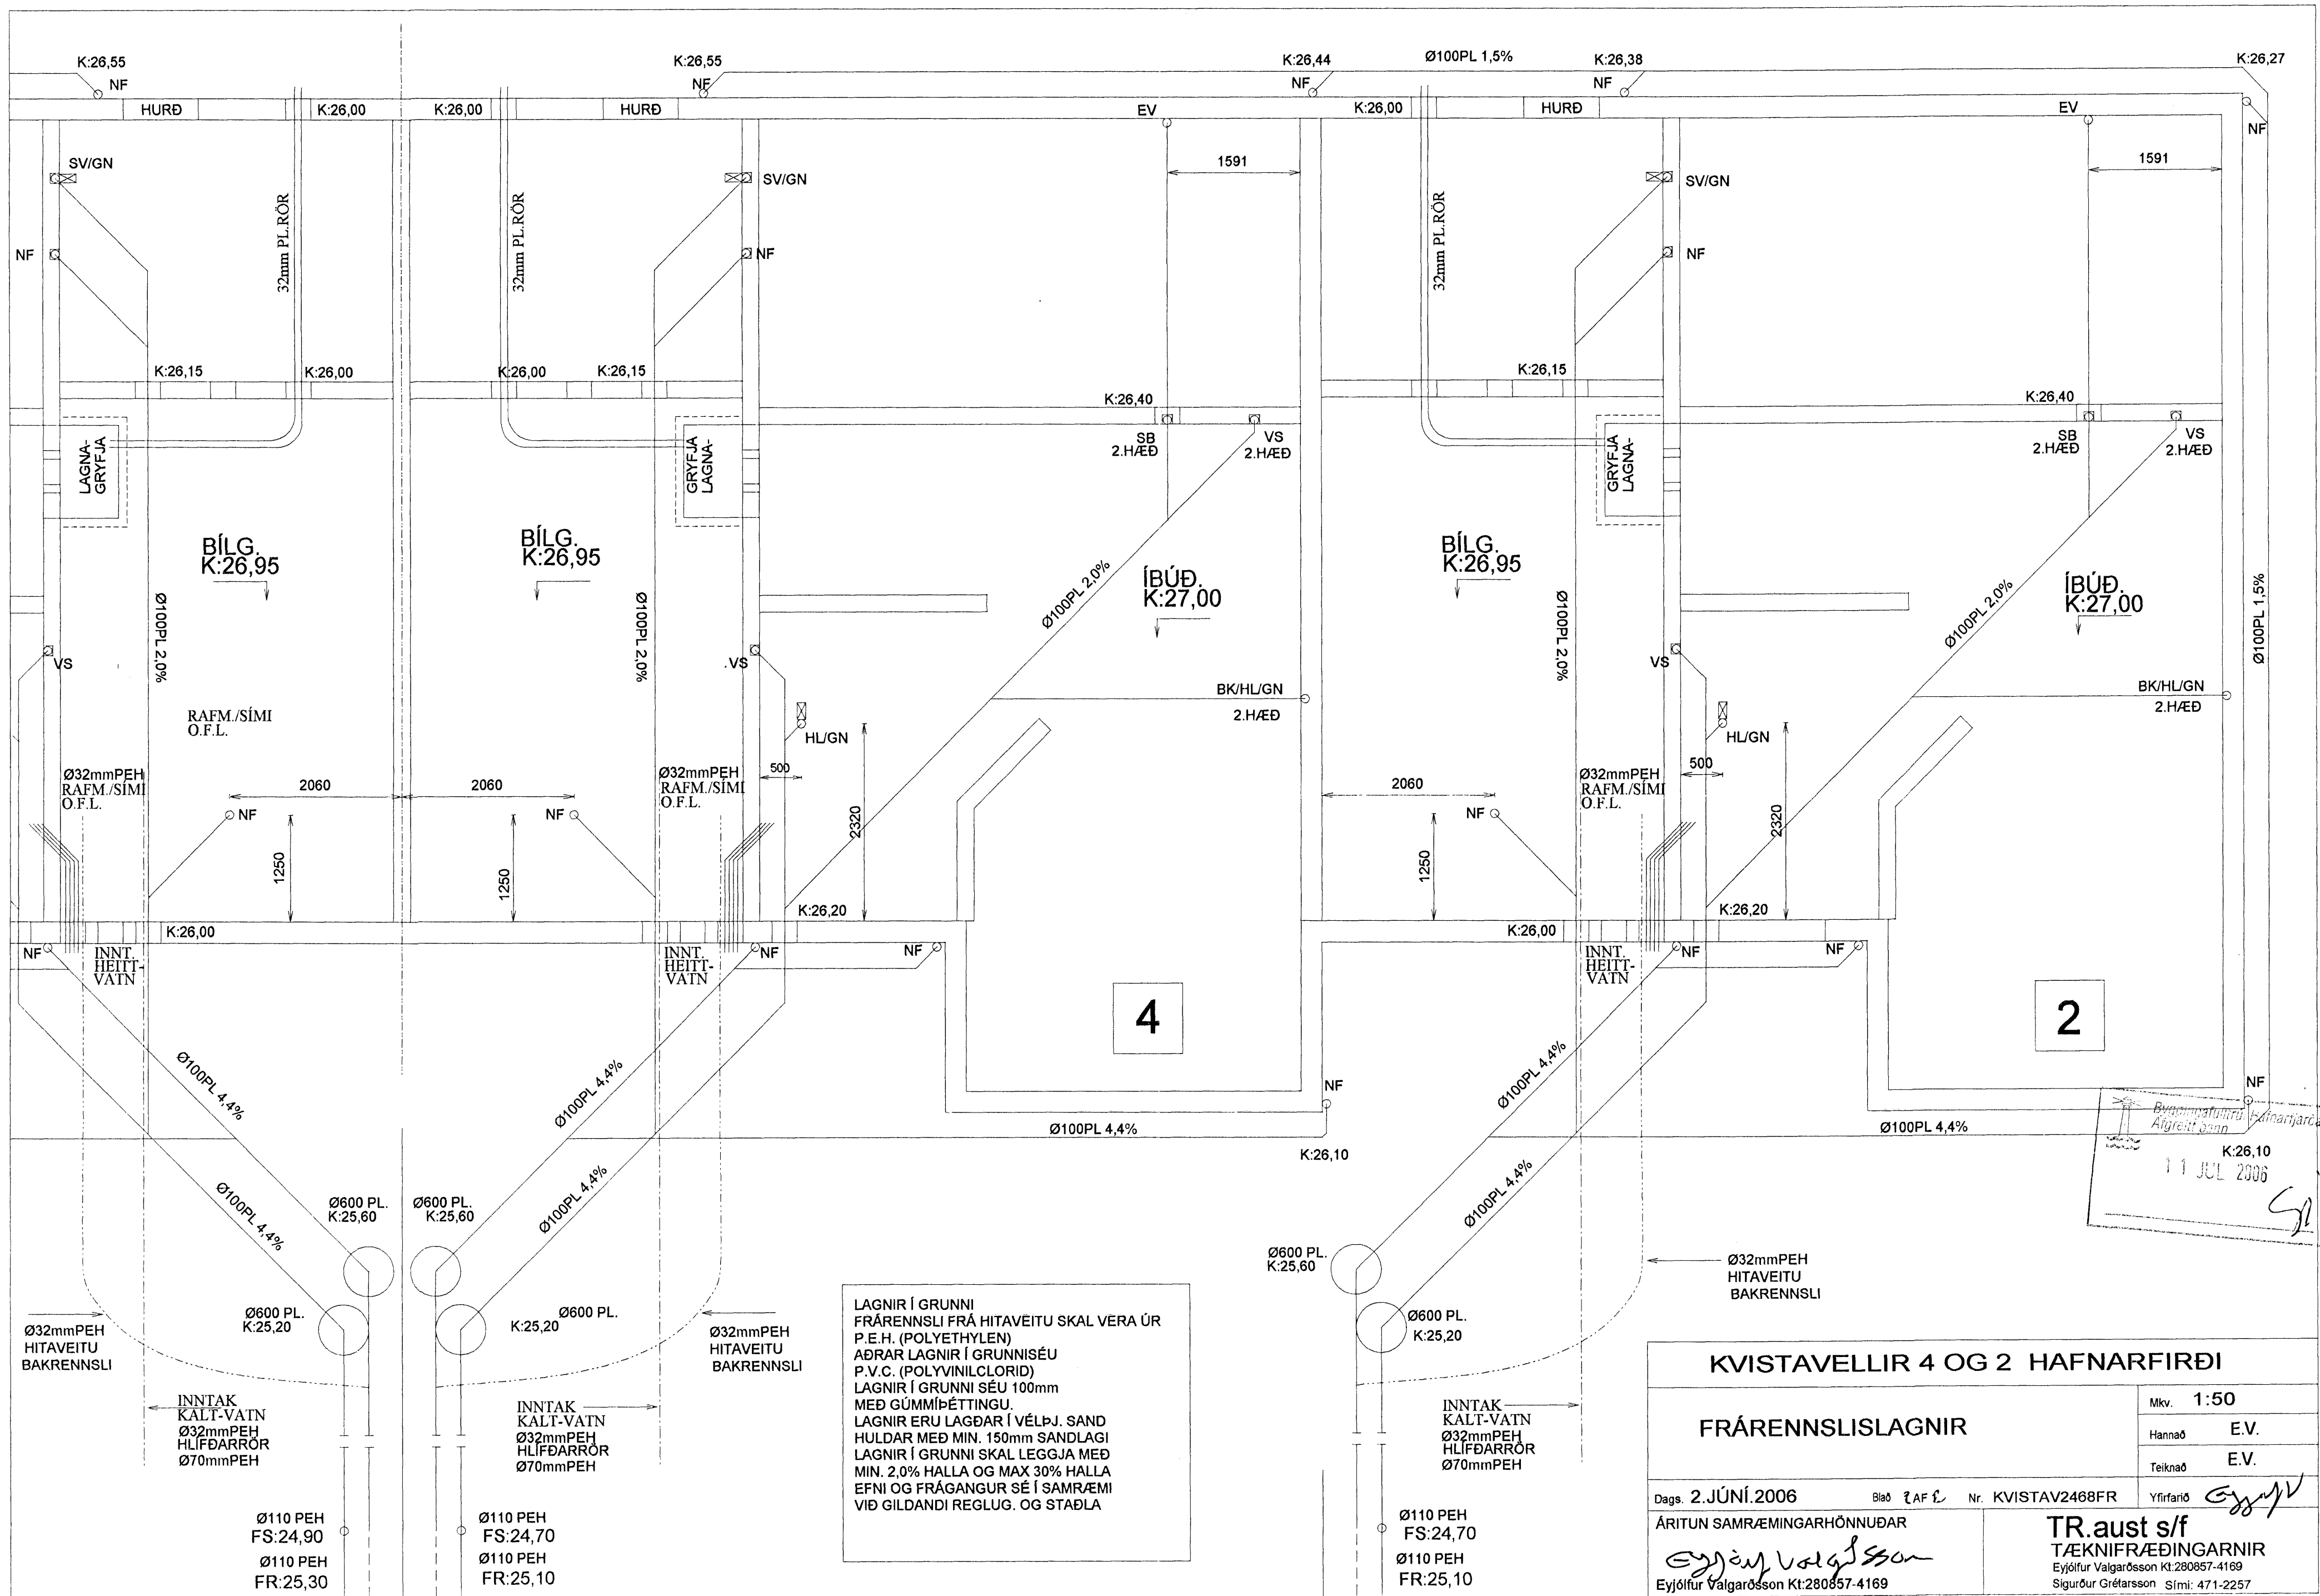 K:26,55
K:26,55
K:26,44
Ø100PL 1,5%
K:26,38
K:26,27
NF
NF
NF
NF
NF
HURÐ
K:26,00
K:26,00
HURÐ
EV
K:26,00
HURÐ
EV
SV/GN
SV/GN
1591
SV/GN
1591
32mm PL.RÖR
32mm PL.RÖR
32mm PL.RÖR
NF
NF
NF
K:26,15
K:26,00
K:26,00
K:26,15
K:26,15
K:26,40
K:26,40
SB
2.HÆÐ
VS
2.HÆÐ
SB
2.HÆÐ
VS
2.HÆÐ
LAGNA-
GRYFJA
GRYFJA
LAGNA-
GRYFJA
LAGNA-
BÍLG.
K:26,95
BÍLG.
K:26,95
ÍBÚÐ.
K:27,00
BÍLG.
K:26,95
ÍBÚÐ.
K:27,00
Ø100PL 2,0%
Ø100PL 2,0%
Ø100PL 2,0%
Ø100PL 2,0%
Ø100PL 2,0%
Ø100PL 1,5%
VS
VS
VS
RAFM./SÍMI
O.F.L.
BK/HL/GN
2.HÆÐ
BK/HL/GN
2.HÆÐ
HL/GN
HL/GN
Ø32mmPEH
RAFM./SÍMI
O.F.L.
2060
2060
Ø32mmPEH
RAFM./SÍMI
O.F.L.
500
2320
2060
Ø32mmPEH
RAFM./SÍMI
O.F.L.
500
2320
NF
NF
NF
1250
1250
1250
K:26,00
K:26,20
K:26,00
K:26,20
NF
INNT.
HEITT-
VATN
INNT.
HEITT-
VATN
NF
NF
INNT.
HEITT-
VATN
NF
NF
4
2
Ø100PL 4,4%
Ø100PL 4,4%
Ø100PL 4,4%
NF
NF
Ø100PL 4,4%
Ø100PL 4,4%
K:26,10
K:26,10
Afgreitt þann
11 JÚL 2006
Ø100PL 4,4%
Ø100PL 4,4%
Ø100PL 4,4%
Ø600 PL.
K:25,60
Ø600 PL.
K:25,60
Ø600 PL.
K:25,60
Ø600 PL.
K:25,20
Ø600 PL.
K:25,20
Ø600 PL.
K:25,20
Ø32mmPEH
HITAVEITU
BAKRENNSLI
Ø32mmPEH
HITAVEITU
BAKRENNSLI
Ø32mmPEH
HITAVEITU
BAKRENNSLI
INNTAK
KALT-VATN
Ø32mmPEH
HLÍFÐARRÖR
Ø70mmPEH
INNTAK
KALT-VATN
Ø32mmPEH
HLÍFÐARRÖR
Ø70mmPEH
INNTAK
KALT-VATN
Ø32mmPEH
HLÍFÐARRÖR
Ø70mmPEH
Ø110 PEH
FS:24,90
Ø110 PEH
FR:25,30
Ø110 PEH
FS:24,70
Ø110 PEH
FR:25,10
Ø110 PEH
FS:24,70
Ø110 PEH
FR:25,10
LAGNIR Í GRUNNI
FRÁRENNSLI FRÁ HITAVEITU SKAL VERA ÚR
P.E.H. (POLYETHYLEN)
AÐRAR LAGNIR Í GRUNNISÉU
P.V.C. (POLYVINILCLORID)
LAGNIR Í GRUNNI SÉU 100mm
MEÐ GÚMMÍÞÉTTINGU.
LAGNIR ERU LAGÐAR Í VÉLÞJ. SAND
HULDAR MEÐ MIN. 150mm SANDLAGI
LAGNIR Í GRUNNI SKAL LEGGJA MEÐ
MIN. 2,0% HALLA OG MAX 30% HALLA
EFNI OG FRÁGANGUR SÉ Í SAMRÆMI
VIÐ GILDANDI REGLUG. OG STAÐLA
KVISTAVELLIR 4 OG 2 HAFNARFIRÐI
FRÁRENNSLISLAGNIR
Mkv. 1:50
Hannað E.V.
Teiknað E.V.
Dags. 2.JÚNÍ.2006
Blað AF
Nr. KVISTAV2468FR
Yfirfarið
ÁRITUN SAMRÆMINGARHÖNNUÐAR
Eyjólfur Valgarðsson Kt:280857-4169
TR.aust s/f
TÆKNIFRÆÐINGARNIR
Eyjólfur Valgarðsson Kt:280857-4169
Sigurður Grétarsson Sími: 471-2257